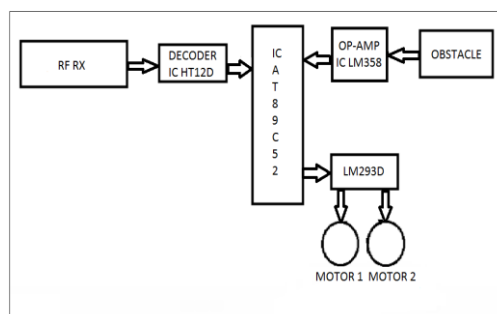 RF RX
DECODER
IC HT12D
IC
A
T
8
9
C
5
2
OP-AMP
IC LM358
OBSTACLE
LM293D
MOTOR 1 MOTOR 2